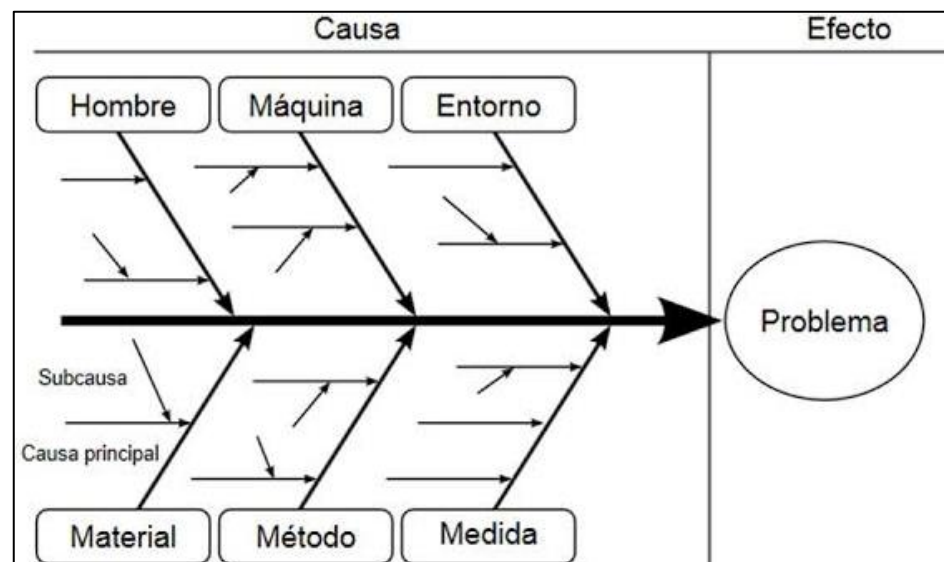 Causa
Efecto
Hombre
Máquina
Entorno
Problema
Subcausa
Causa principal
Material
Método
Medida